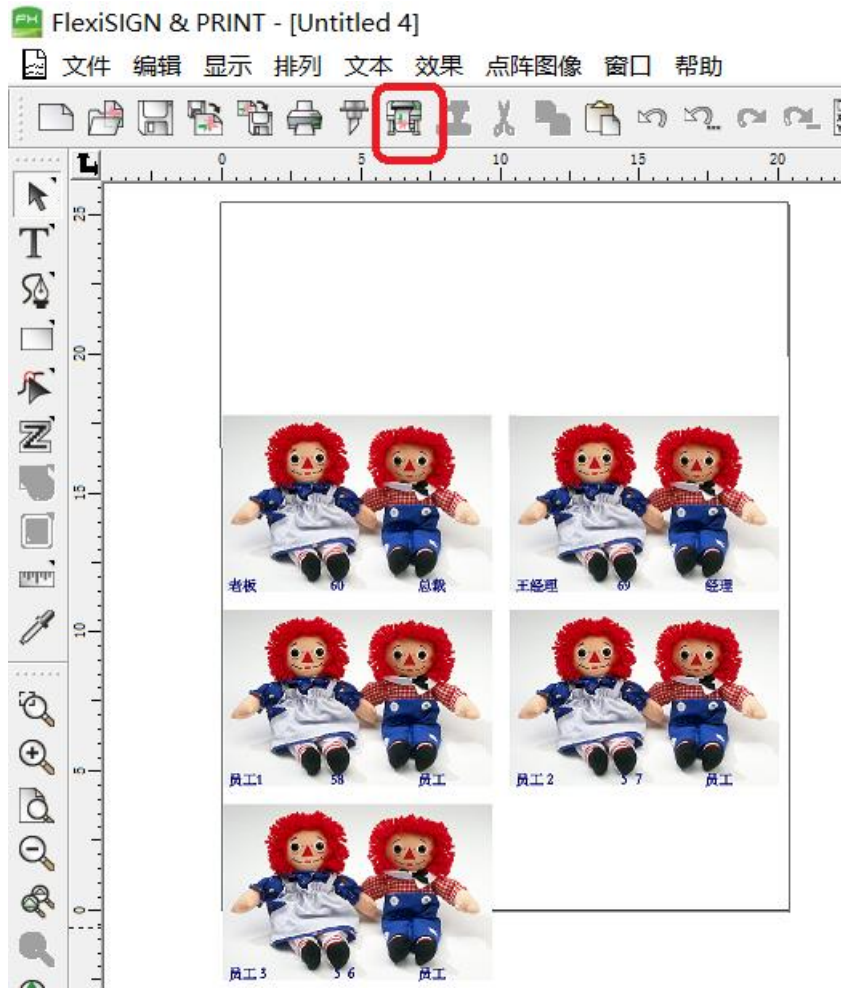 FlexiSIGN & PRINT - [Untitled 4]
文件 编辑 显示 排列 文本 效果 点阵图像 窗口 帮助
0 5 10 15 20
25
20
15
10
5
0
老板 60 总裁
王经理 69 经理
员工1 58 员工
员工2 5 7 员工
员工3 5 6 员工